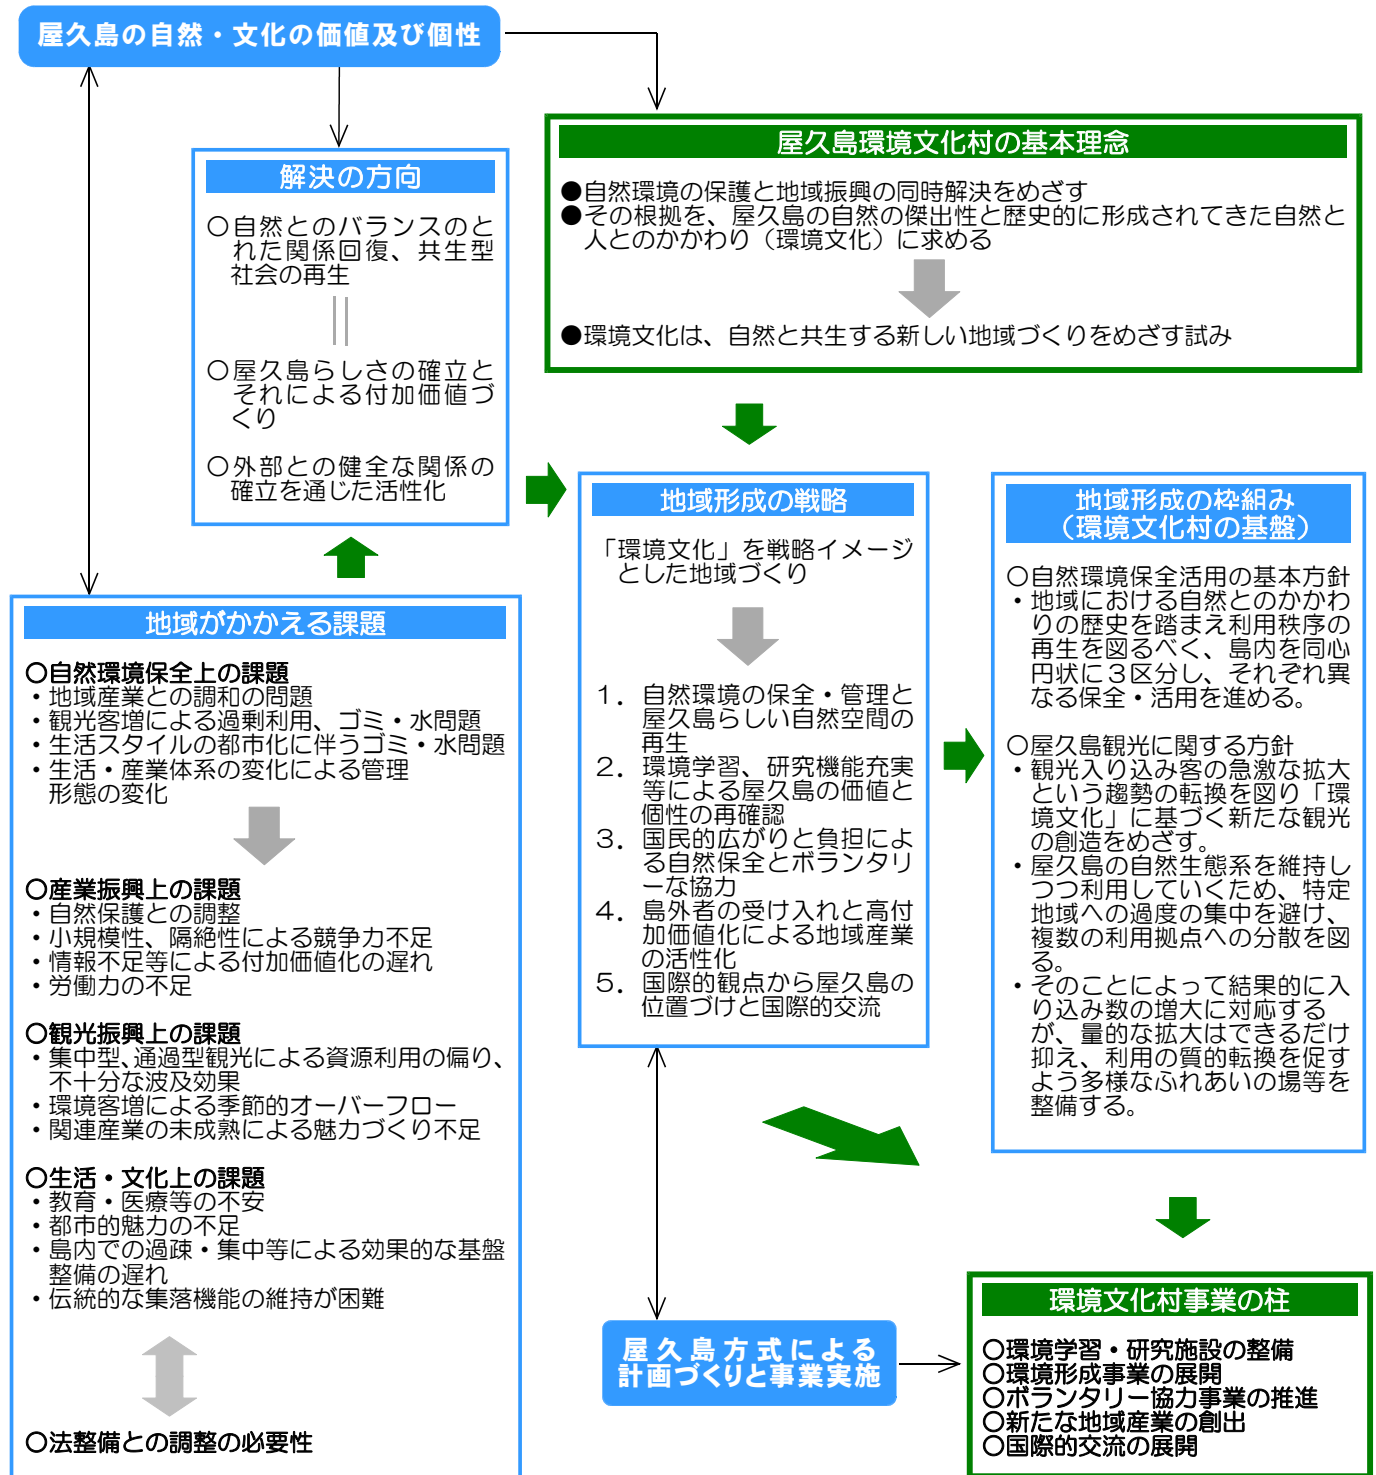 屋久島の自然・文化の価値及び個性
屋久島環境文化村の基本理念
●自然環境の保護と地域振興の同時解決をめざす
●その根拠を、屋久島の自然の傑出性と歴史的に形成されてきた自然と
人とのかかわり（環境文化）に求める
●環境文化は、自然と共生する新しい地域づくりをめざす試み
解決の方向
○自然とのバランスのと
れた関係回復、共生型
社会の再生
○屋久島らしさの確立と
それによる付加価値づ
くり
○外部との健全な関係の
確立を通じた活性化
地域がかかえる課題
○自然環境保全上の課題
・地域産業との調和の問題
・観光客増による過剰利用、ゴミ・水問題
・生活スタイルの都市化に伴うゴミ・水問題
・生活・産業体系の変化による管理
形態の変化
○産業振興上の課題
・自然保護との調整
・小規模性、隔絶性による競争力不足
・情報不足等による付加価値化の遅れ
・労働力の不足
○観光振興上の課題
・集中型、通過型観光による資源利用の偏り、
不十分な波及効果
・環境客増による季節的オーバーフロー
・関連産業の未成熟による魅力づくり不足
○生活・文化上の課題
・教育・医療等の不安
・都市的魅力の不足
・島内での過疎・集中等による効果的な基盤
整備の遅れ
・伝統的な集落機能の維持が困難
○法整備との調整の必要性
地域形成の戦略
「環境文化」を戦略イメージ
とした地域づくり
１．自然環境の保全・管理と
屋久島らしい自然空間の
再生
２．環境学習、研究機能充実
等による屋久島の価値と
個性の再確認
３．国民的広がりと負担によ
る自然保全とボランタリ
ーな協力
４．島外者の受け入れと高付
加価値化による地域産業
の活性化
５．国際的観点から屋久島の
位置づけと国際的交流
地域形成の枠組み
（環境文化村の基盤）
○自然環境保全活用の基本方針
・地域における自然とのかかわ
りの歴史を踏まえ利用秩序の
再生を図るべく、島内を同心
円状に３区分し、それぞれ異
なる保全・活用を進める。
○屋久島観光に関する方針
・観光入り込み客の急激な拡大
という趨勢の転換を図り「環
境文化」に基づく新たな観光
の創造をめざす。
・屋久島の自然生態系を維持し
つつ利用していくため、特定
地域への過度の集中を避け、
複数の利用拠点への分散を図
る。
・そのことによって結果的に入
り込み数の増大に対応する
が、量的な拡大はできるだけ
抑え、利用の質的転換を促す
よう多様なふれあいの場等を
整備する。
屋久島方式による
計画づくりと事業実施
環境文化村事業の柱
○環境学習・研究施設の整備
○環境形成事業の展開
○ボランタリー協力事業の推進
○新たな地域産業の創出
○国際的交流の展開